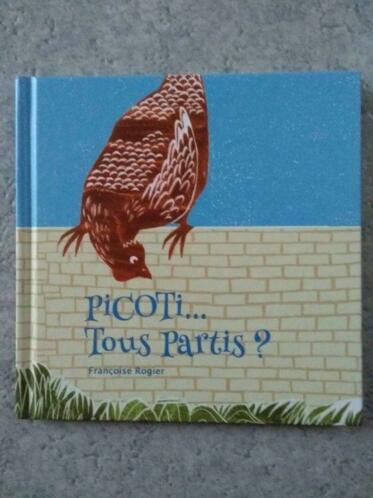 PiCOTi...
Tous Partis ?
Françoise Rogier